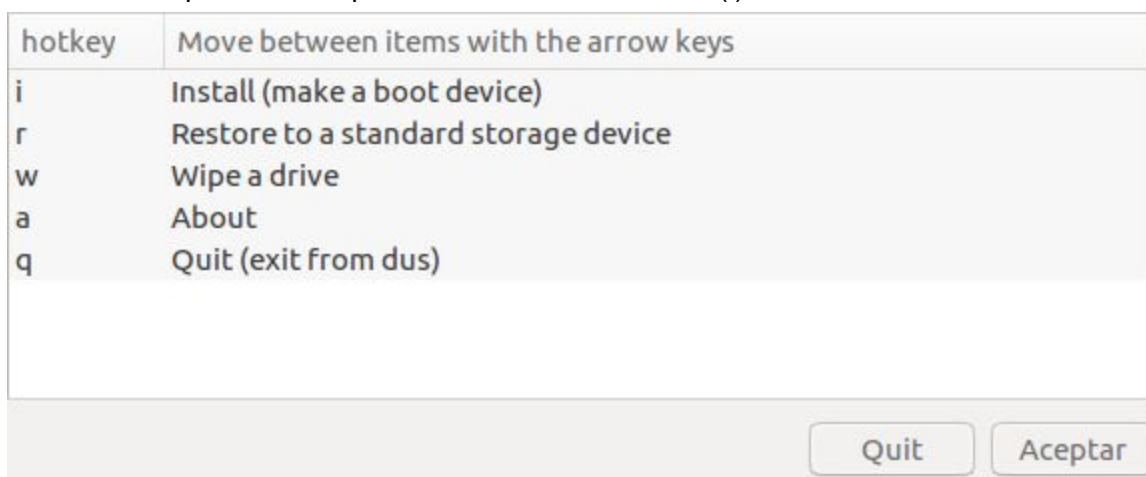 hotkey Move between items with the arrow keys
i Install (make a boot device)
r Restore to a standard storage device
w Wipe a drive
a About
q Quit (exit from dus)
Quit Aceptar